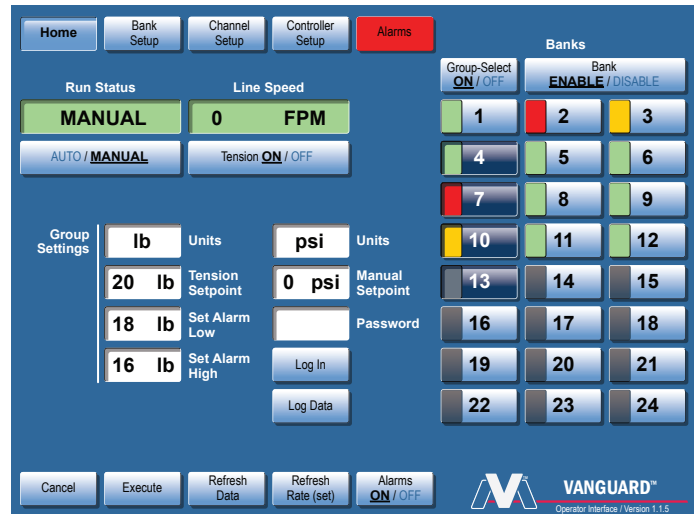 Home
Bank
Setup
Channel
Setup
Controller
Setup
Alarms
Banks
Run Status
Line Speed
Group-Select
ON / OFF
Bank
ENABLE / DISABLE
MANUAL
0 FPM
AUTO / MANUAL
Tension ON / OFF
1 2 3
4 5 6
7 8 9
10 11 12
13 14 15
16 17 18
19 20 21
22 23 24
Group
Settings
lb Units
20 lb Tension
Setpoint
18 lb Set Alarm
Low
16 lb Set Alarm
High
psi Units
0 psi Manual
Setpoint
Password
Log In
Log Data
Cancel
Execute
Refresh
Data
Refresh
Rate (set)
Alarms
ON / OFF
VANGUARD™
Operator Interface / Version 1.1.5